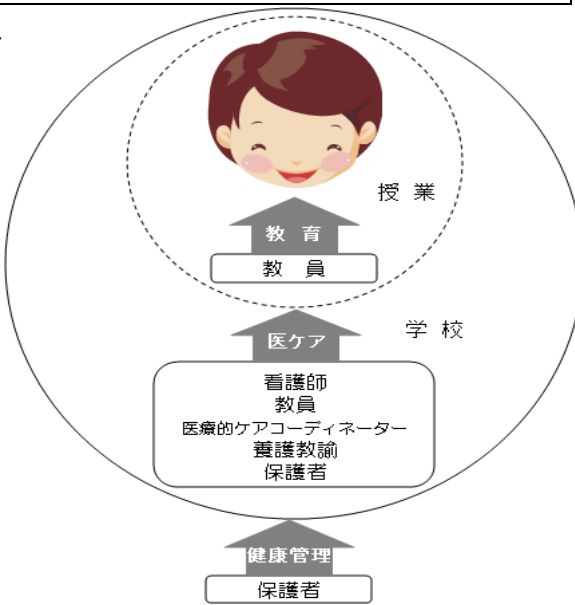 授 業
教 育
教 員
学 校
医ケア
看護師
教員
医療的ケアコーディネーター
養護教諭
保護者
健康管理
保護者